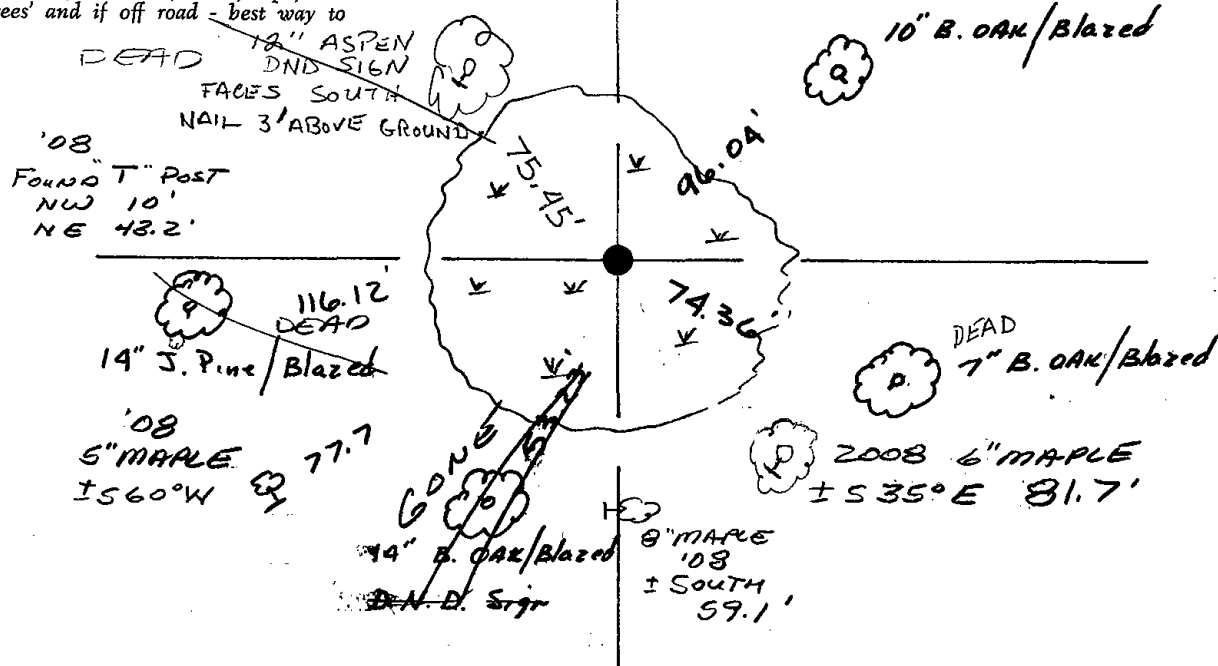 ees' and if off road - best way to
DEAD
12" ASPEN
DND SIGN
FACES SOUTH
NAIL 3' ABOVE GROUND
10" B. OAK/Blazed
'08
FOUND "T" POST
NW 10'
NE 43.2'
75.45'
96.04'
116.12'
DEAD
14" J. Pine/Blazed
74.36'
DEAD
7" B. OAK/Blazed
'08
5" MAPLE
± S60°W
77.7
GONE
14" B. OAK/Blazed
D.N.D. Sign
2008 6" MAPLE
± S 35° E 81.7'
8" MAPLE
'08
± SOUTH
59.1'